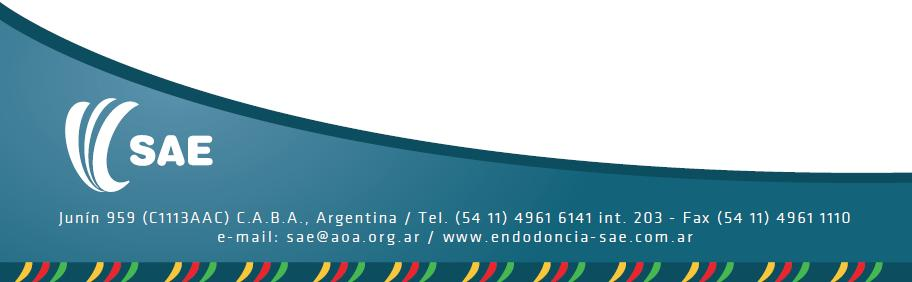 SAE
Junín 959 (C1113AAC) C.A.B.A., Argentina / Tel. (54 11) 4961 6141 int. 203 - Fax (54 11) 4961 1110
e-mail: sae@aoa.org.ar / www.endodoncia-sae.com.ar